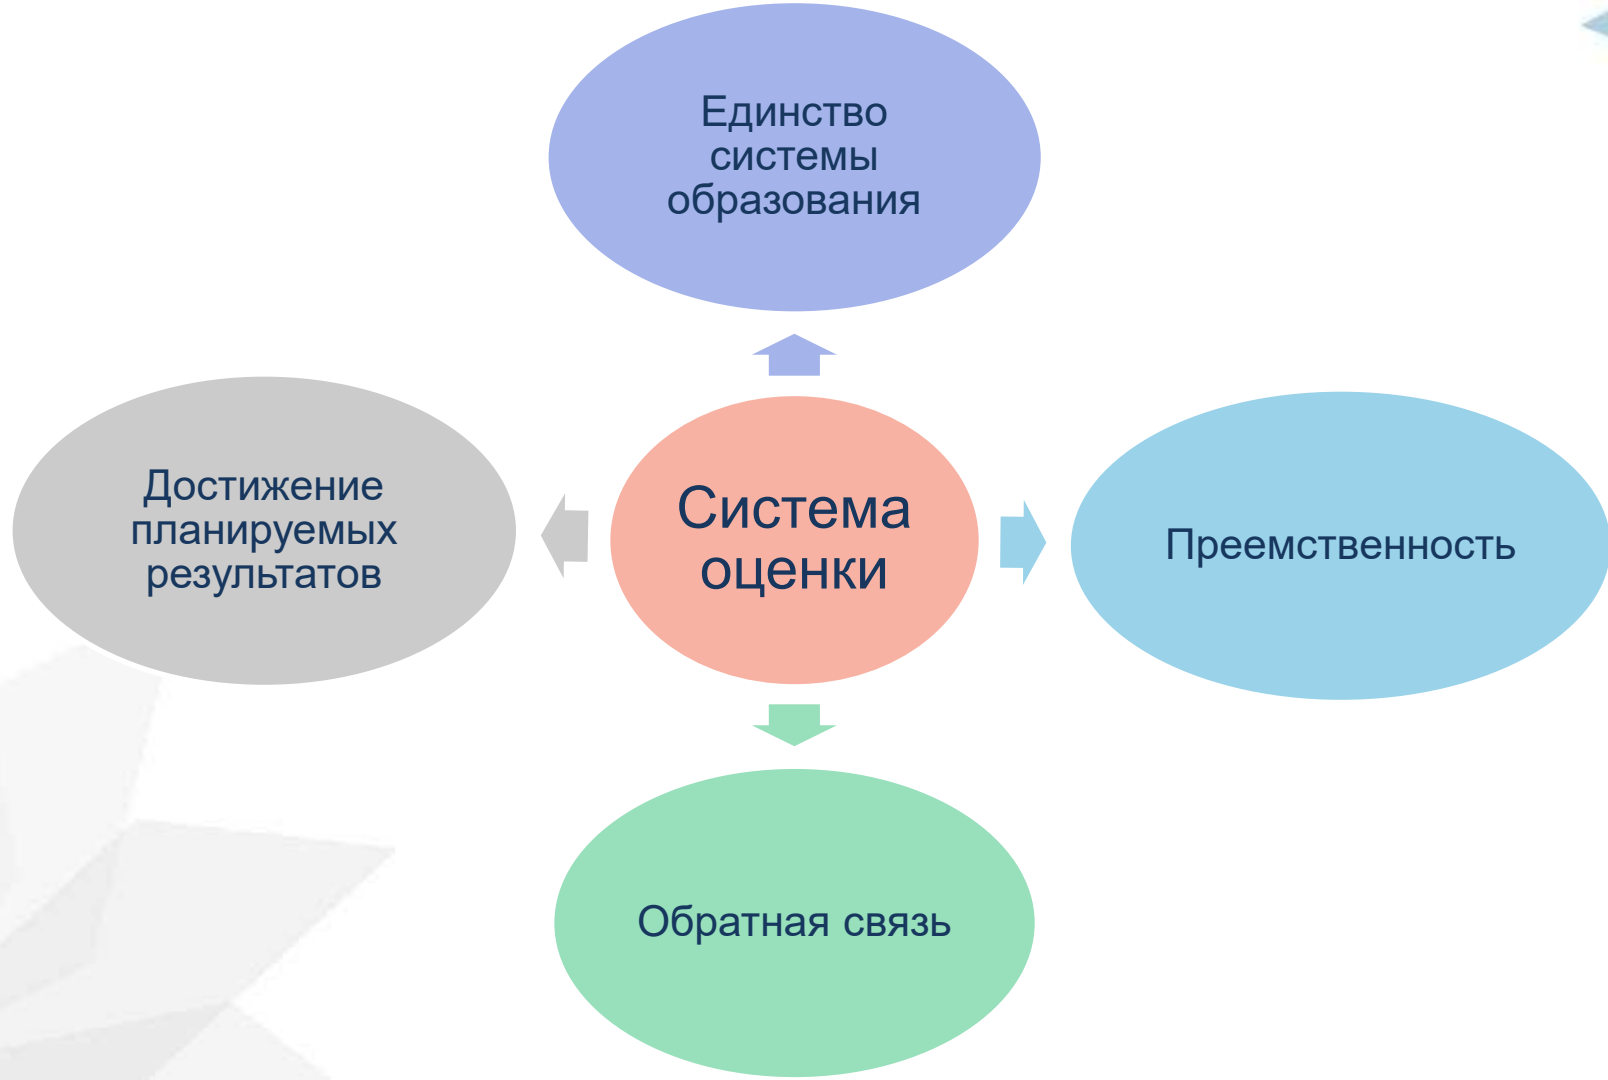 Единство
системы
образования
Достижение
планируемых
результатов
Система
оценки
Преемственность
Обратная связь